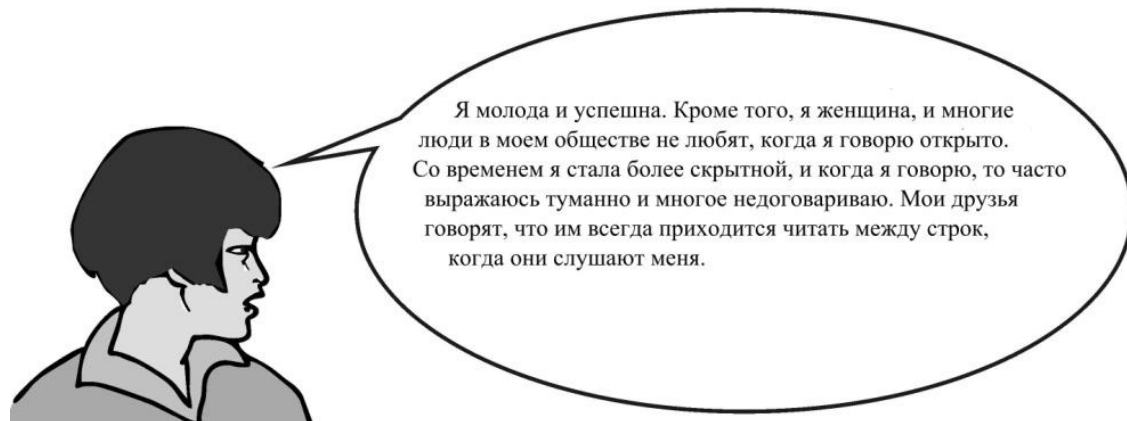 Я молода и успешна. Кроме того, я женщина, и многие
люди в моем обществе не любят, когда я говорю открыто.
Со временем я стала более скрытной, и когда я говорю, то часто
выражаюсь туманно и многое недоговариваю. Мои друзья
говорят, что им всегда приходится читать между строк,
когда они слушают меня.